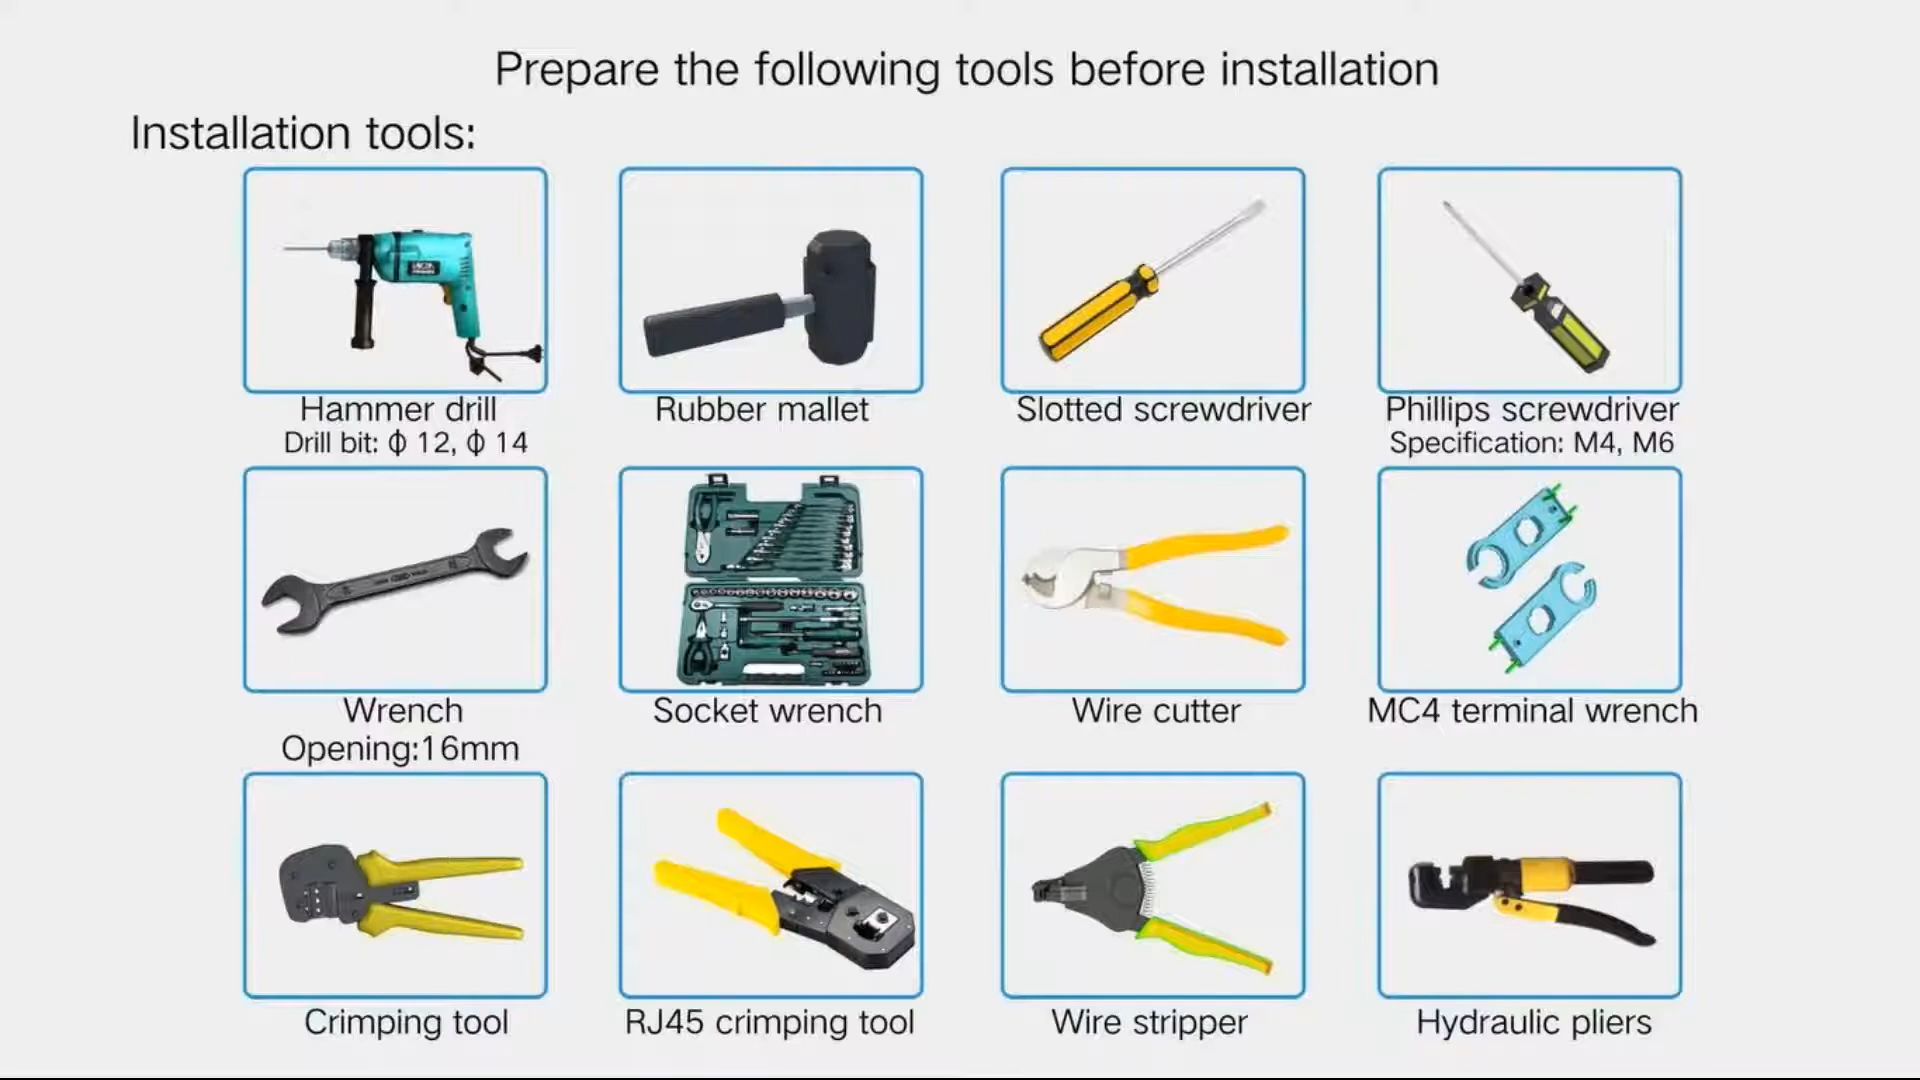 Prepare the following tools before installation
Installation tools:
Hammer drill
Drill bit: ϕ 12, ϕ 14
Rubber mallet
Slotted screwdriver
Phillips screwdriver
Specification: M4, M6
Wrench
Opening:16mm
Socket wrench
Wire cutter
MC4 terminal wrench
Crimping tool
RJ45 crimping tool
Wire stripper
Hydraulic pliers